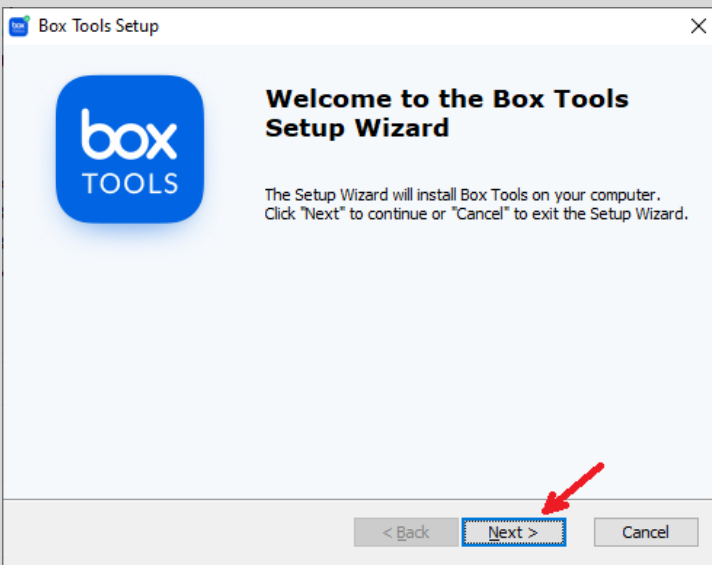 Box Tools Setup
box
TOOLS
Welcome to the Box Tools
Setup Wizard
The Setup Wizard will install Box Tools on your computer.
Click "Next" to continue or "Cancel" to exit the Setup Wizard.
< Back
Next >
Cancel